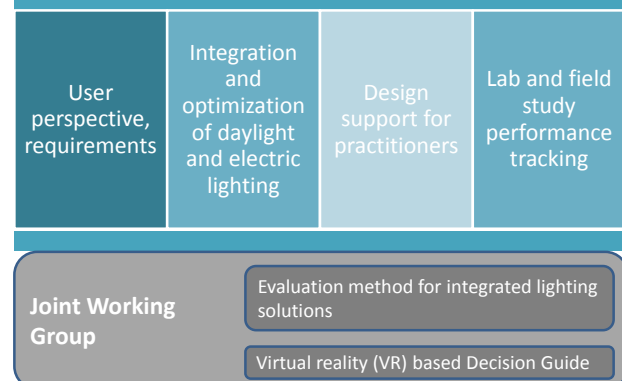 User
perspective,
requirements
Integration
and
optimization
of daylight
and electric
lighting
Design
support for
practitioners
Lab and field
study
performance
tracking
Joint Working
Group
Evaluation method for integrated lighting
solutions
Virtual reality (VR) based Decision Guide